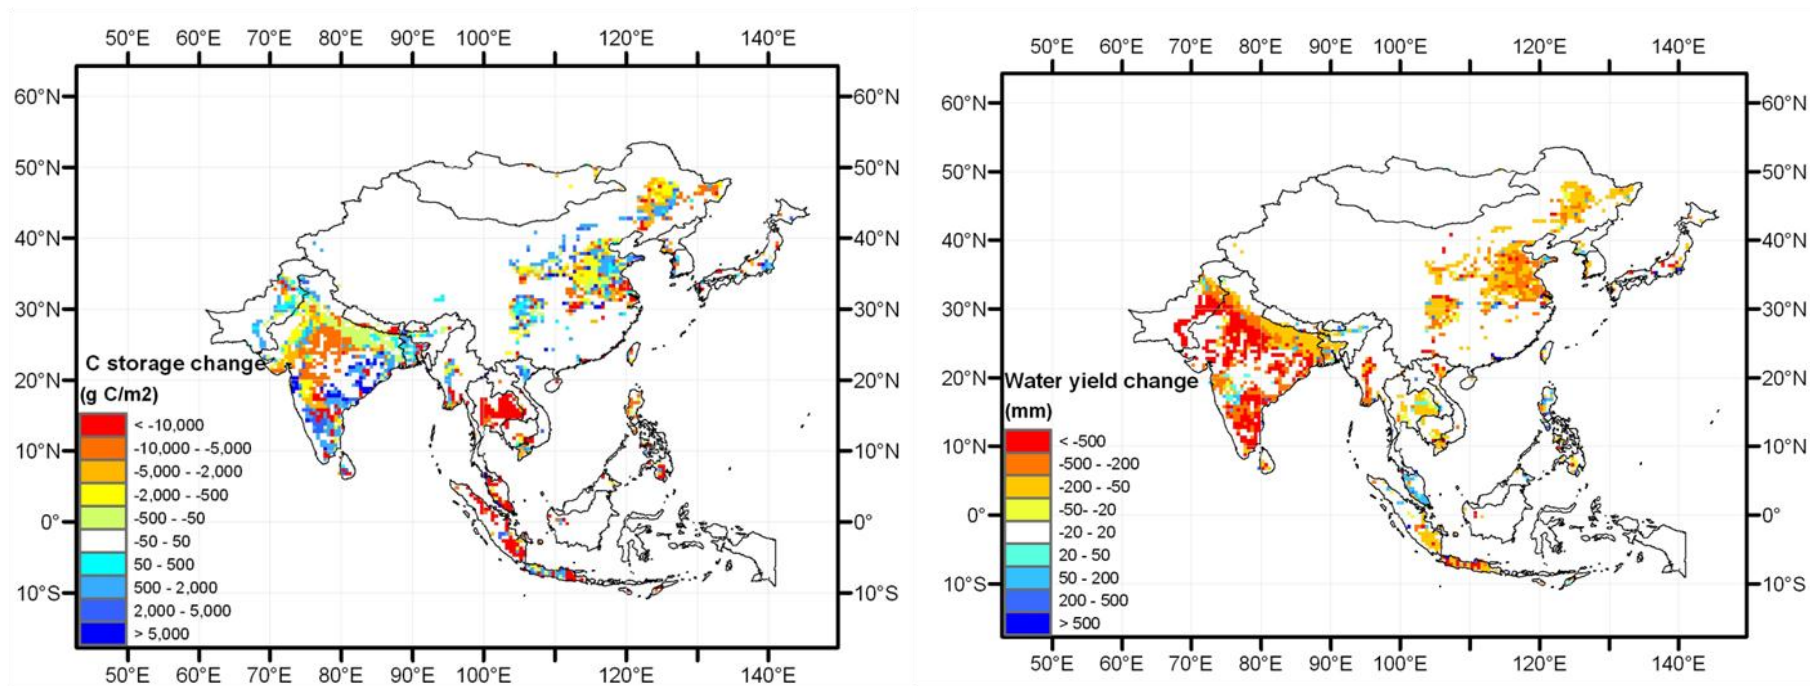 50°E 60°E 70°E 80°E 90°E 100°E 120°E 140°E
60°N 60°N
50°N 50°N
40°N 40°N
30°N 30°N
20°N 20°N
10°N 10°N
0° 0°
10°S 10°S
C storage change
(g C/m2)
< -10,000
-10,000 - -5,000
-5,000 - -2,000
-2,000 - -500
-500 - -50
-50 - 50
50 - 500
500 - 2,000
2,000 - 5,000
> 5,000
50°E 60°E 70°E 80°E 90°E 100°E 120°E 140°E
50°E 60°E 70°E 80°E 90°E 100°E 120°E 140°E
60°N 60°N
50°N 50°N
40°N 40°N
30°N 30°N
20°N 20°N
10°N 10°N
0° 0°
10°S 10°S
Water yield change
(mm)
< -500
-500 - -200
-200 - -50
-50- -20
-20 - 20
20 - 50
50 - 200
200 - 500
> 500
50°E 60°E 70°E 80°E 90°E 100°E 120°E 140°E